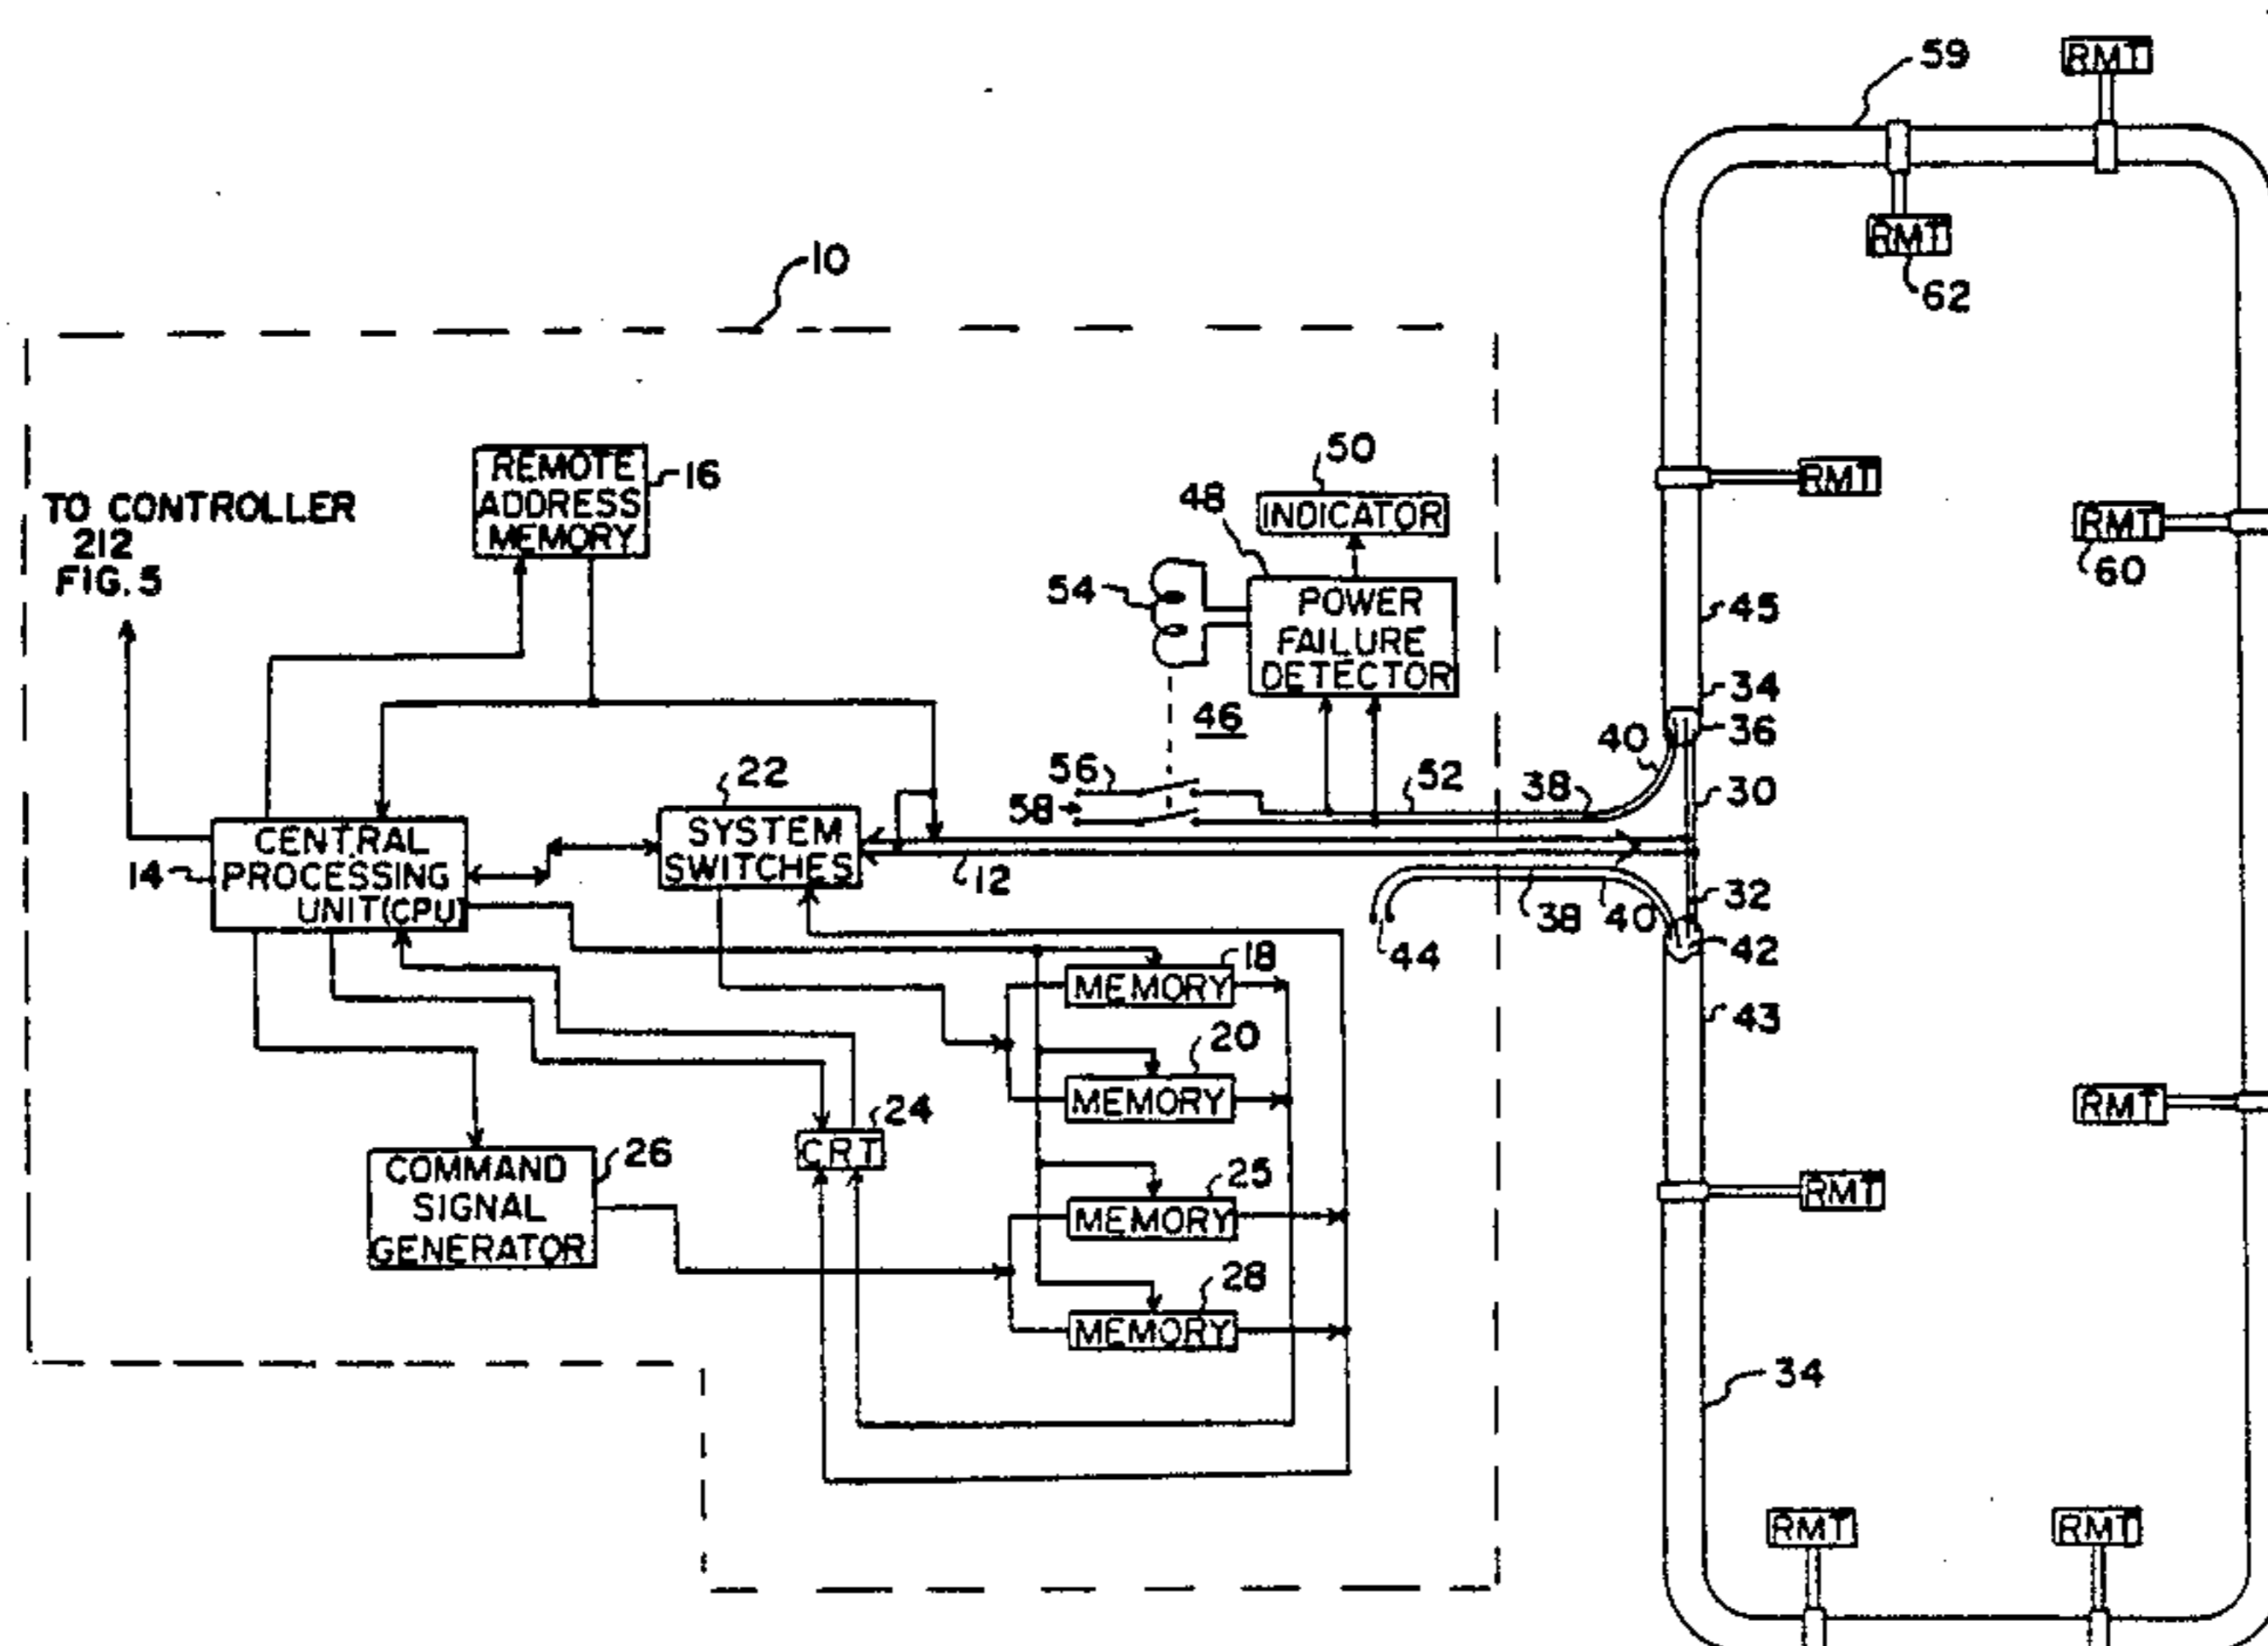 59
RMT
RMT
62
10
RMT
RMT
60
REMOTE
ADDRESS
MEMORY
16
TO CONTROLLER
212
FIG. 5
50
INDICATOR
48
54
POWER
FAILURE
DETECTOR
46
45
34
36
40
30
56
58
52
38
22
SYSTEM
SWITCHES
12
14
CENTRAL
PROCESSING
UNIT (CPU)
38
40
32
42
44
43
18
MEMORY
20
MEMORY
24
CRT
25
MEMORY
28
MEMORY
26
COMMAND
SIGNAL
GENERATOR
RMT
RMT
34
RMT
RMT